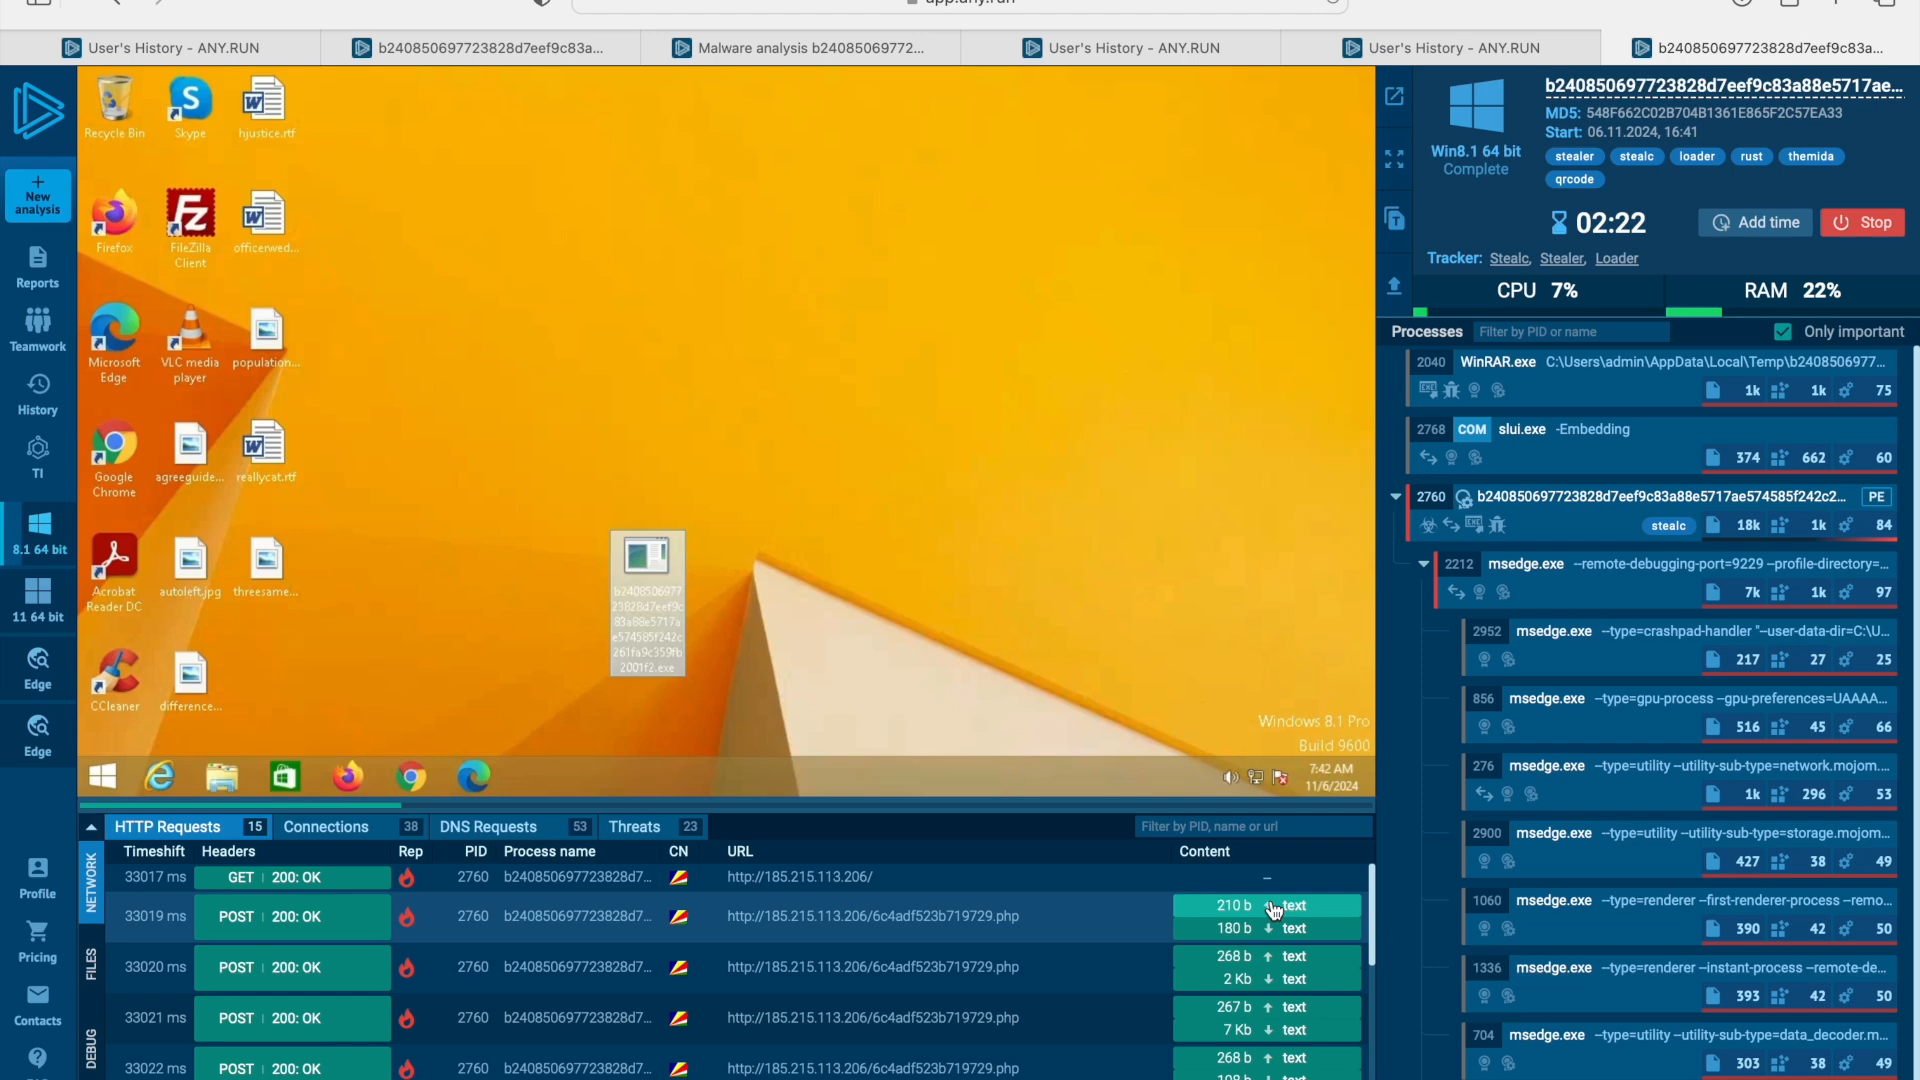 app.any.run
User's History - ANY.RUN
b240850697723828d7eef9c83a...
Malware analysis b24085069772...
User's History - ANY.RUN
User's History - ANY.RUN
b240850697723828d7eef9c83a...
+
New
analysis
Reports
Teamwork
History
TI
8.1 64 bit
11 64 bit
Edge
Edge
Profile
Pricing
Contacts
Recycle Bin
Skype
hjustice.rtf
Firefox
FileZilla
Client
officerwed...
Microsoft
Edge
VLC media
player
population...
Google
Chrome
agreeguide...
reallycat.rtf
Acrobat
Reader DC
autoleft.jpg
threesame...
CCleaner
difference...
b2408506977
23828d7eef9c
83a88e5717a
e574585f242c
261fa9c359fb
2001f2.exe
Windows 8.1 Pro
Build 9600
7:42 AM
11/6/2024
b240850697723828d7eef9c83a88e5717ae...
MD5: 548F662C02B704B1361E865F2C57EA33
Start: 06.11.2024, 16:41
Win8.1 64 bit
Complete
stealer stealc loader rust themida
qrcode
02:22
Add time
Stop
Tracker: Stealc, Stealer, Loader
CPU 7%
RAM 22%
Processes
Filter by PID or name
Only important
2040 WinRAR.exe C:\Users\admin\AppData\Local\Temp\b2408506977...
1k 1k 75
2768 COM slui.exe -Embedding
374 662 60
2760 b240850697723828d7eef9c83a88e5717ae574585f242c2... PE
stealc 18k 1k 84
2212 msedge.exe --remote-debugging-port=9229 --profile-directory=...
7k 1k 97
2952 msedge.exe --type=crashpad-handler "--user-data-dir=C:\U...
217 27 25
856 msedge.exe --type=gpu-process --gpu-preferences=UAAAA...
516 45 66
276 msedge.exe --type=utility --utility-sub-type=network.mojom....
1k 296 53
2900 msedge.exe --type=utility --utility-sub-type=storage.mojom...
427 38 49
1060 msedge.exe --type=renderer --first-renderer-process --remo...
390 42 50
1336 msedge.exe --type=renderer --instant-process --remote-de...
393 42 50
704 msedge.exe --type=utility --utility-sub-type=data_decoder.m...
303 38 49
HTTP Requests 15 Connections 38 DNS Requests 53 Threats 23
Filter by PID, name or url
NETWORK
FILES
DEBUG
Timeshift Headers Rep PID Process name CN URL Content
33017 ms GET | 200: OK 2760 b240850697723828d7... http://185.215.113.206/ –
33019 ms POST | 200: OK 2760 b240850697723828d7... http://185.215.113.206/6c4adf523b719729.php
210 b text
180 b ↓ text
33020 ms POST | 200: OK 2760 b240850697723828d7... http://185.215.113.206/6c4adf523b719729.php
268 b ↑ text
2 Kb ↓ text
33021 ms POST | 200: OK 2760 b240850697723828d7... http://185.215.113.206/6c4adf523b719729.php
267 b ↑ text
7 Kb ↓ text
33022 ms POST | 200: OK 2760 b240850697723828d7... http://185.215.113.206/6c4adf523b719729.php
268 b ↑ text